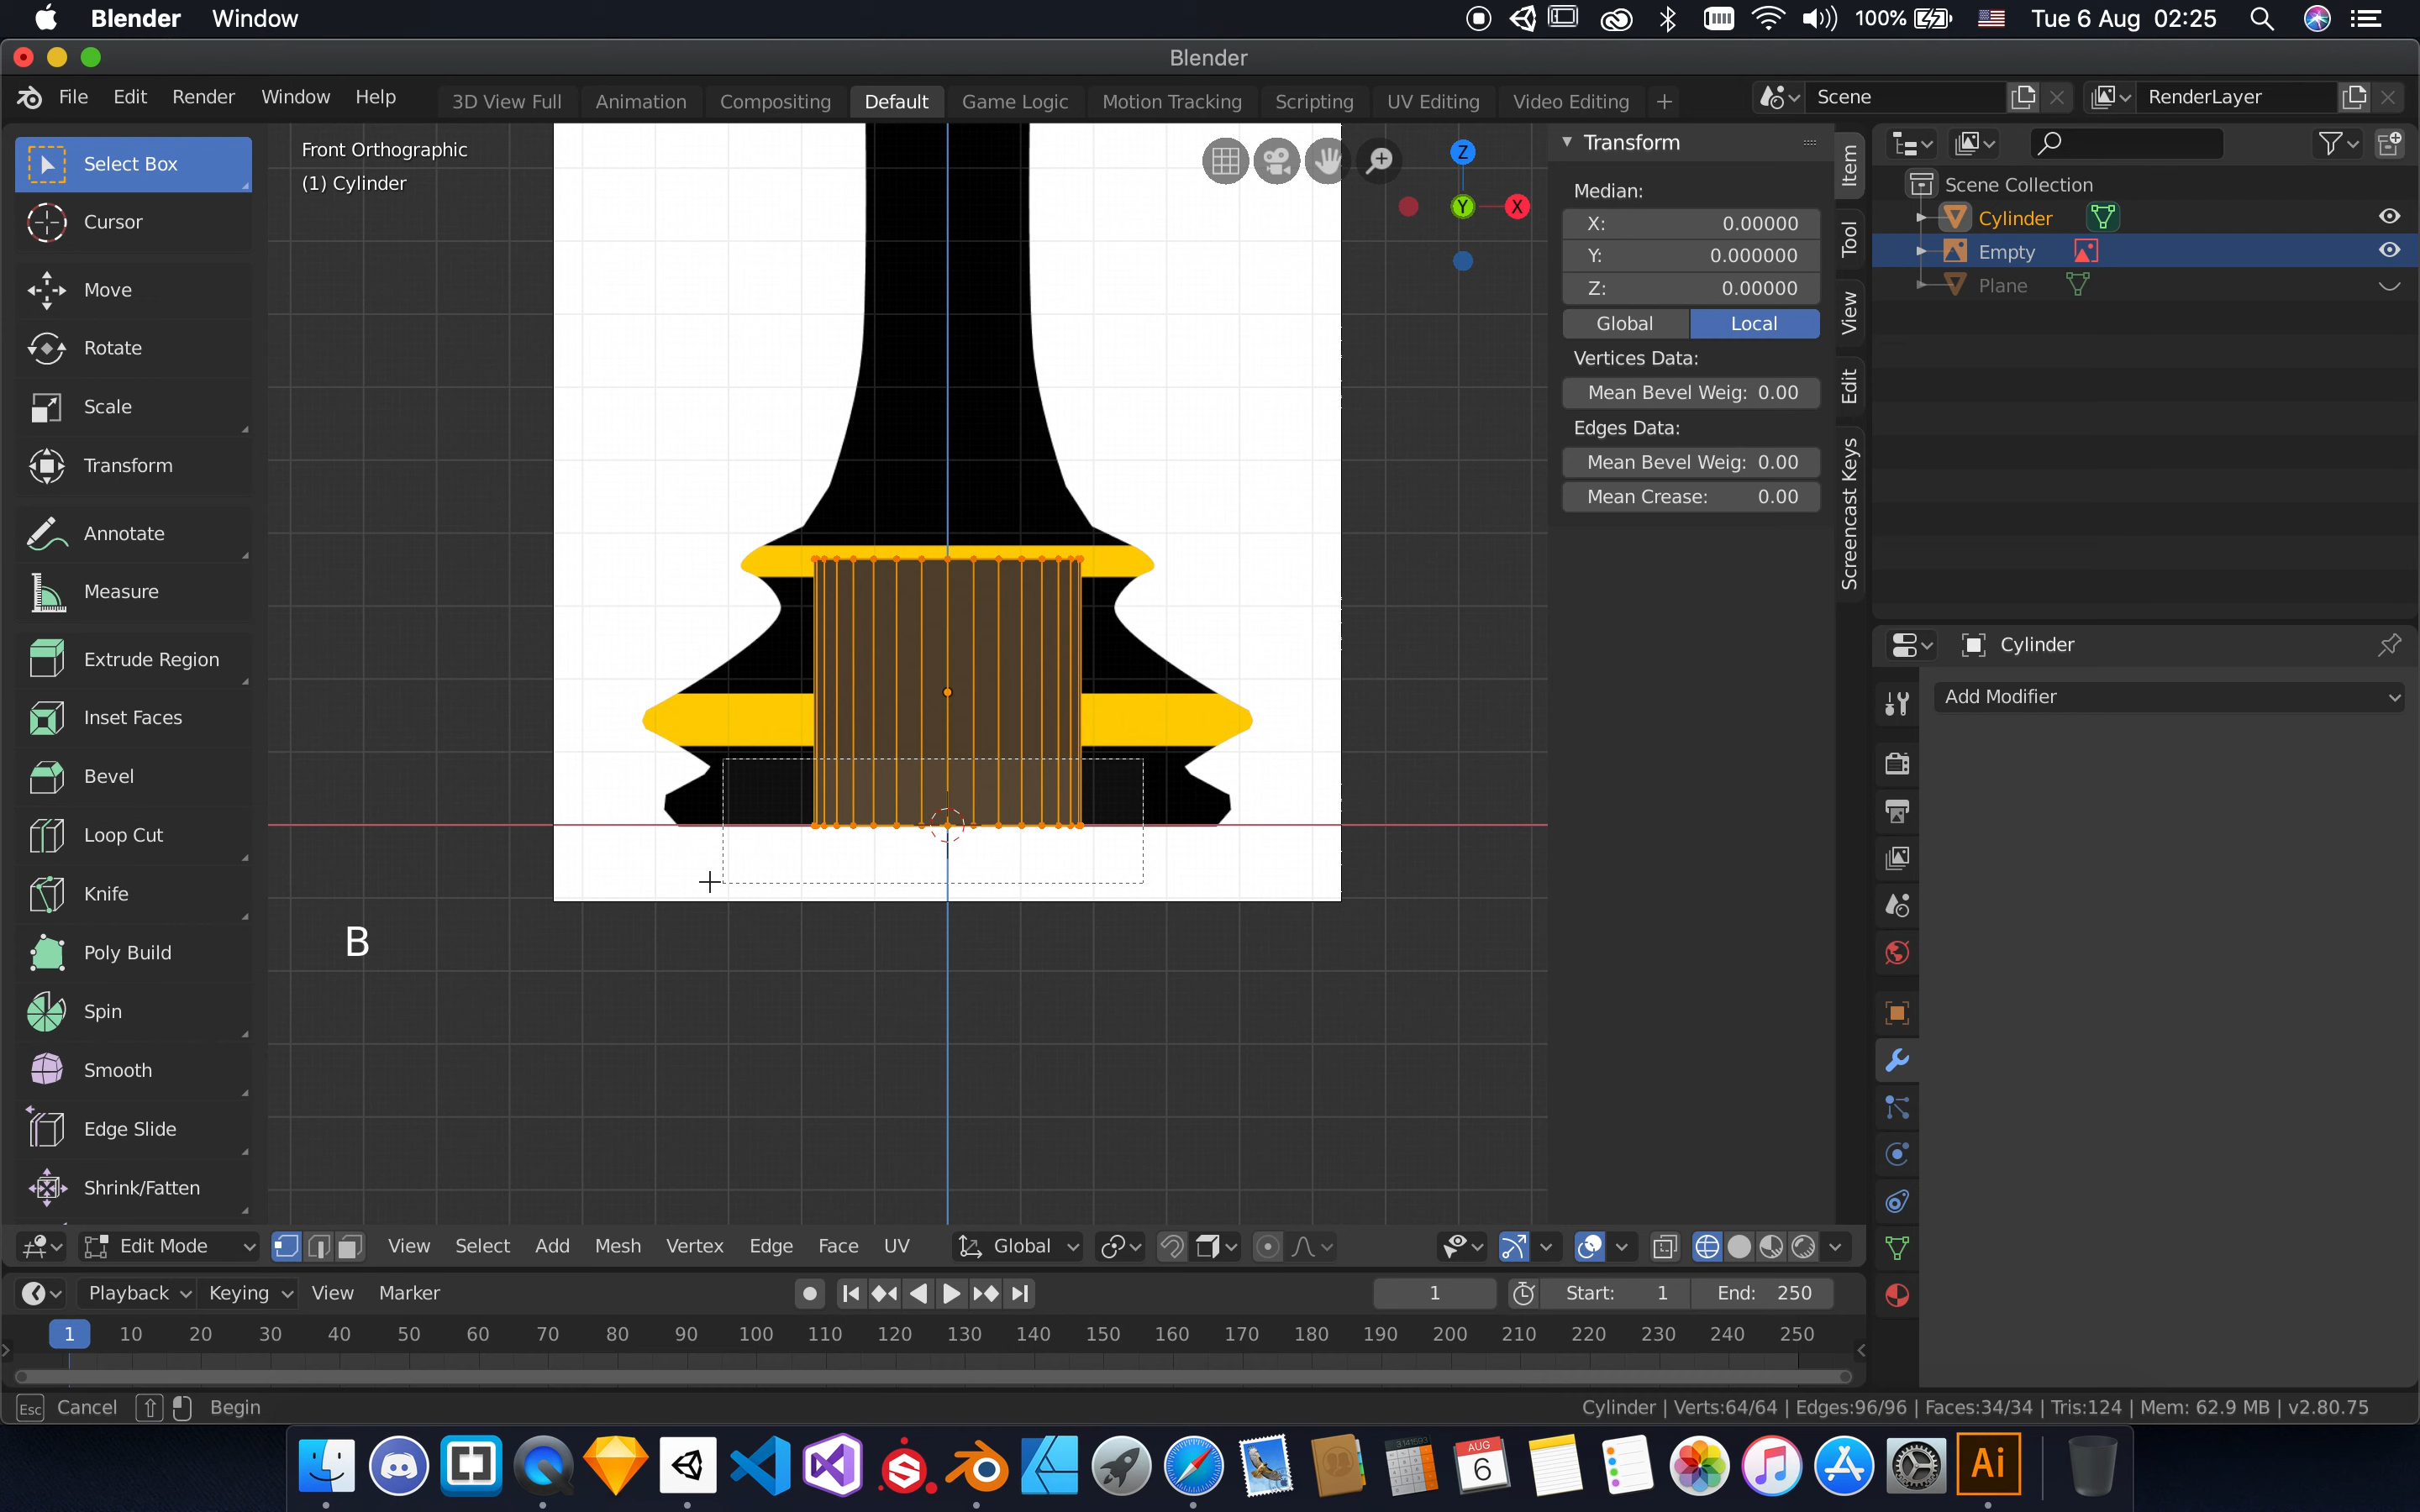 Blender Window 100% Tue 6 Aug 02:25
Blender
File Edit Render Window Help 3D View Full Animation Compositing Default Game Logic Motion Tracking Scripting UV Editing Video Editing + Scene RenderLayer
Select Box
Cursor
Move
Rotate
Scale
Transform
Annotate
Measure
Extrude Region
Inset Faces
Bevel
Loop Cut
Knife
Poly Build
Spin
Smooth
Edge Slide
Shrink/Fatten
Front Orthographic
(1) Cylinder
Z
Y
X
B
Transform
Median:
X: 0.00000
Y: 0.000000
Z: 0.00000
Global Local
Vertices Data:
Mean Bevel Weig: 0.00
Edges Data:
Mean Bevel Weig: 0.00
Mean Crease: 0.00
Item
Tool
View
Edit
Screencast Keys
Scene Collection
Cylinder
Empty
Plane
Cylinder
Add Modifier
Edit Mode View Select Add Mesh Vertex Edge Face UV Global
Playback Keying View Marker 1 Start: 1 End: 250
1 10 20 30 40 50 60 70 80 90 100 110 120 130 140 150 160 170 180 190 200 210 220 230 240 250
Esc Cancel Begin Cylinder | Verts:64/64 | Edges:96/96 | Faces:34/34 | Tris:124 | Mem: 62.9 MB | v2.80.75
AUG
6
Ai